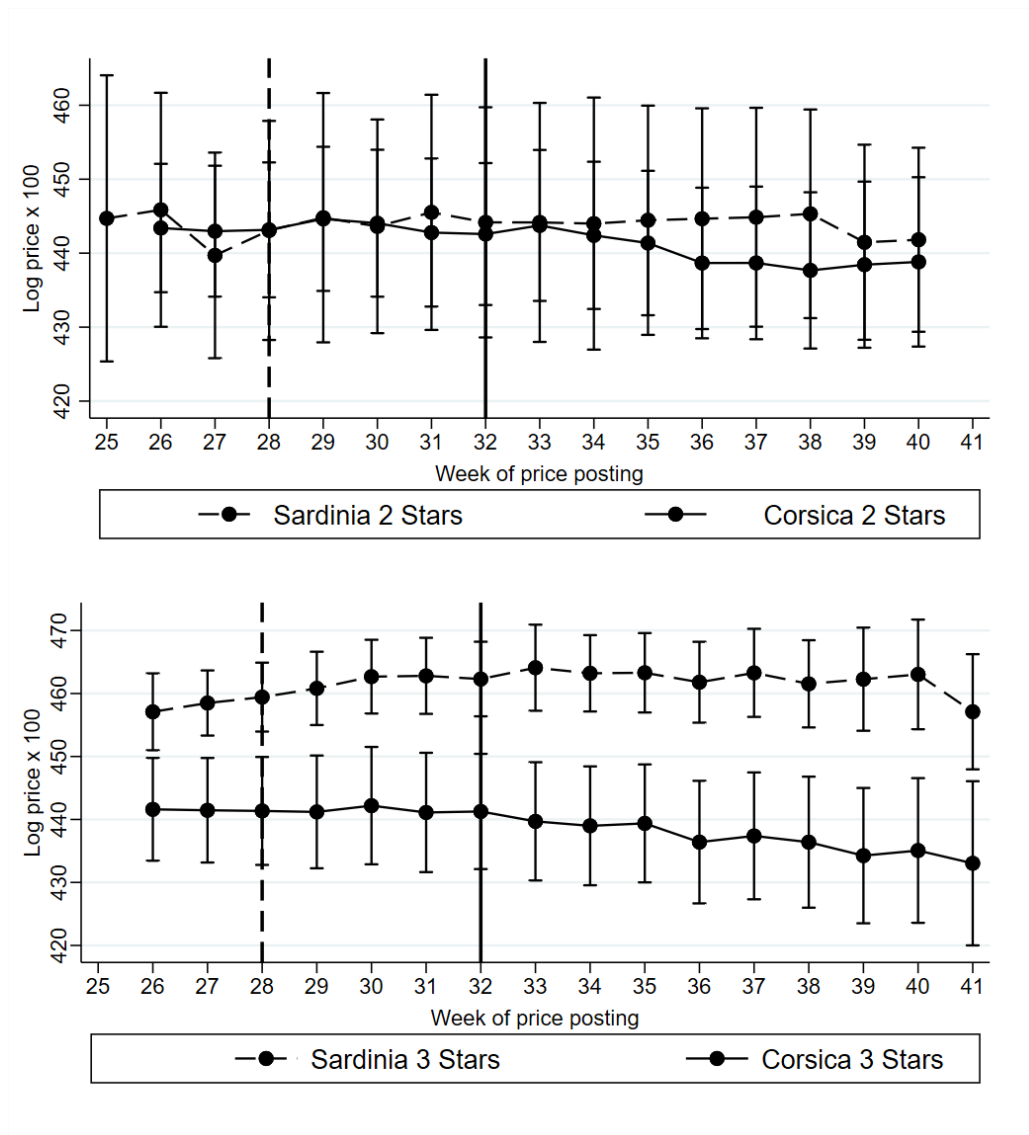 Log price x 100
460
450
440
430
420
25 26 27 28 29 30 31 32 33 34 35 36 37 38 39 40 41
Week of price posting
Sardinia 2 Stars Corsica 2 Stars
Log price x 100
470
460
450
440
430
420
25 26 27 28 29 30 31 32 33 34 35 36 37 38 39 40 41
Week of price posting
Sardinia 3 Stars Corsica 3 Stars